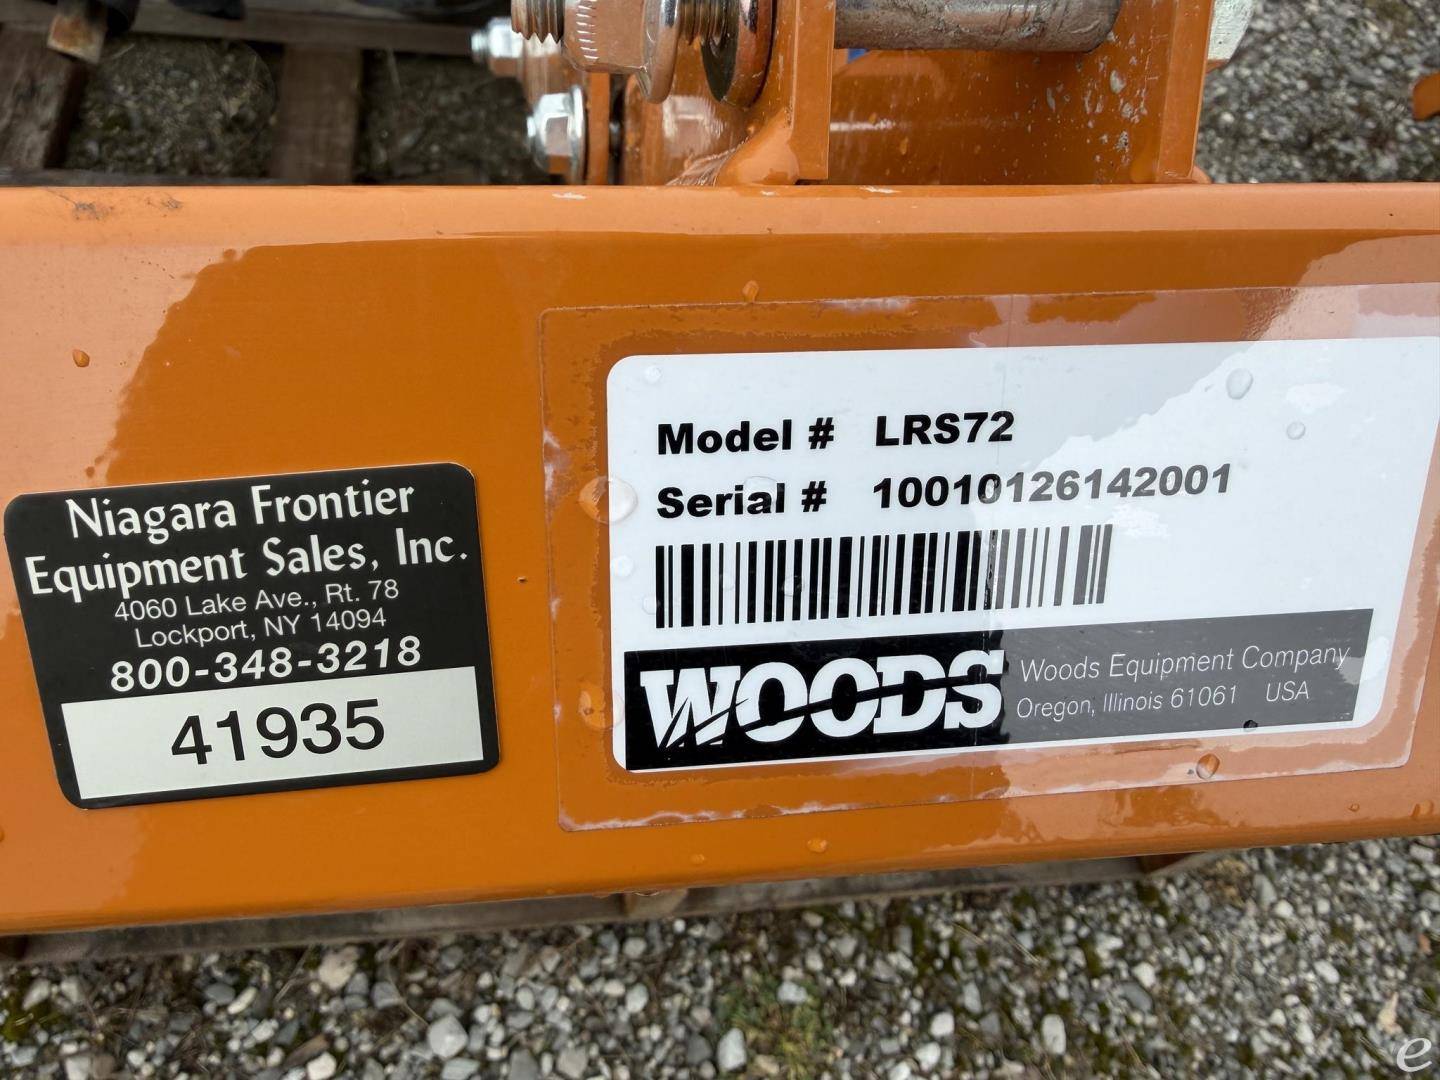 Niagara Frontier
Equipment Sales, Inc.
4060 Lake Ave., Rt. 78
Lockport, NY 14094
800-348-3218
41935
Model # LRS72
Serial # 10010126142001
WOODS
Woods Equipment Company
Oregon, Illinois 61061 USA
e